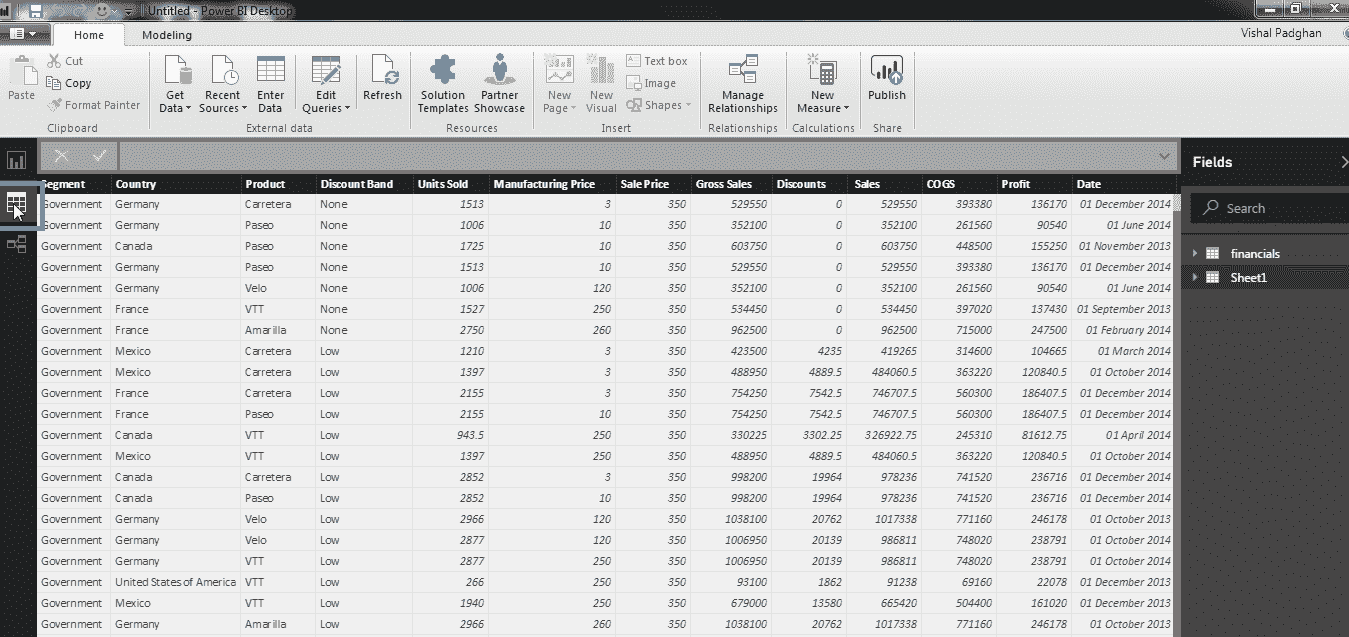 Untitled - Power BI Desktop
Home Modeling Vishal Padghan
Paste Cut Copy Format Painter
Get Data Recent Sources Enter Data Edit Queries Refresh Solution Templates Partner Showcase New Page New Visual Text box Image Shapes Manage Relationships New Measure Publish
Clipboard External data Resources Insert Relationships Calculations Share
Fields
Search
financials
Sheet1
Segment Country Product Discount Band Units Sold Manufacturing Price Sale Price Gross Sales Discounts Sales COGS Profit Date
Government Germany Carretera None 1513 3 350 529550 0 529550 393380 136170 01 December 2014
Government Germany Paseo None 1006 10 350 352100 0 352100 261560 90540 01 June 2014
Government Canada Paseo None 1725 10 350 603750 0 603750 448500 155250 01 November 2013
Government Germany Paseo None 1513 10 350 529550 0 529550 393380 136170 01 December 2014
Government Germany Velo None 1006 120 350 352100 0 352100 261560 90540 01 June 2014
Government France VTT None 1527 250 350 534450 0 534450 397020 137430 01 September 2013
Government France Amarilla None 2750 260 350 962500 0 962500 715000 247500 01 February 2014
Government Mexico Carretera Low 1210 3 350 423500 4235 419265 314600 104665 01 March 2014
Government Mexico Carretera Low 1397 3 350 488950 4889.5 484060.5 363220 120840.5 01 October 2014
Government France Carretera Low 2155 3 350 754250 7542.5 746707.5 560300 186407.5 01 December 2014
Government France Paseo Low 2155 10 350 754250 7542.5 746707.5 560300 186407.5 01 December 2014
Government Canada VTT Low 943.5 250 350 330225 3302.25 326922.75 245310 81612.75 01 April 2014
Government Mexico VTT Low 1397 250 350 488950 4889.5 484060.5 363220 120840.5 01 October 2014
Government Canada Carretera Low 2852 3 350 998200 19964 978236 741520 236716 01 December 2014
Government Canada Paseo Low 2852 10 350 998200 19964 978236 741520 236716 01 December 2014
Government Germany Velo Low 2966 120 350 1038100 20762 1017338 771160 246178 01 October 2013
Government Germany Velo Low 2877 120 350 1006950 20139 986811 748020 238791 01 October 2014
Government Germany VTT Low 2877 250 350 1006950 20139 986811 748020 238791 01 October 2014
Government United States of America VTT Low 266 250 350 93100 1862 91238 69160 22078 01 December 2013
Government Mexico VTT Low 1940 250 350 679000 13580 665420 504400 161020 01 December 2013
Government Germany Amarilla Low 2966 260 350 1038100 20762 1017338 771160 246178 01 October 2013